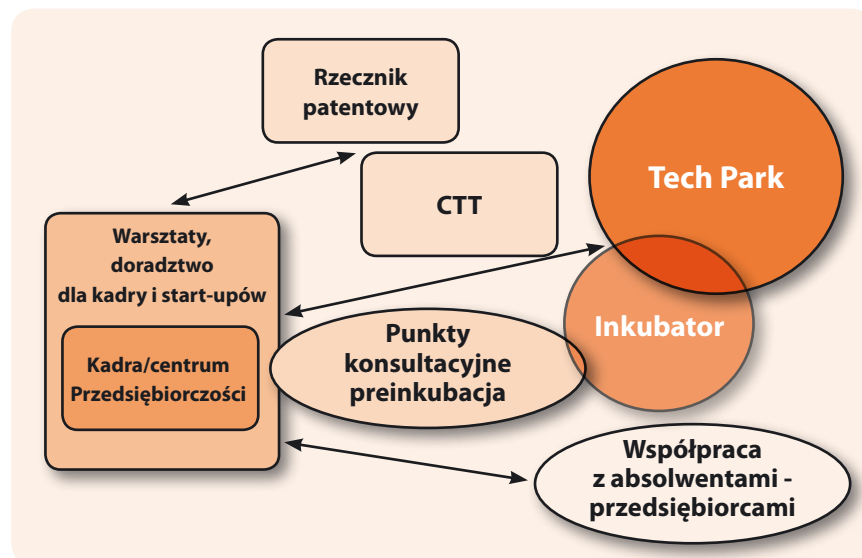 Rzecznik
patentowy
Tech Park
CTT
Warsztaty,
doradztwo
dla kadry i start-upów
Inkubator
Punkty
konsultacyjne
preinkubacja
Kadra/centrum
Przedsiębiorczości
Współpraca
z absolwentami -
przedsiębiorcami